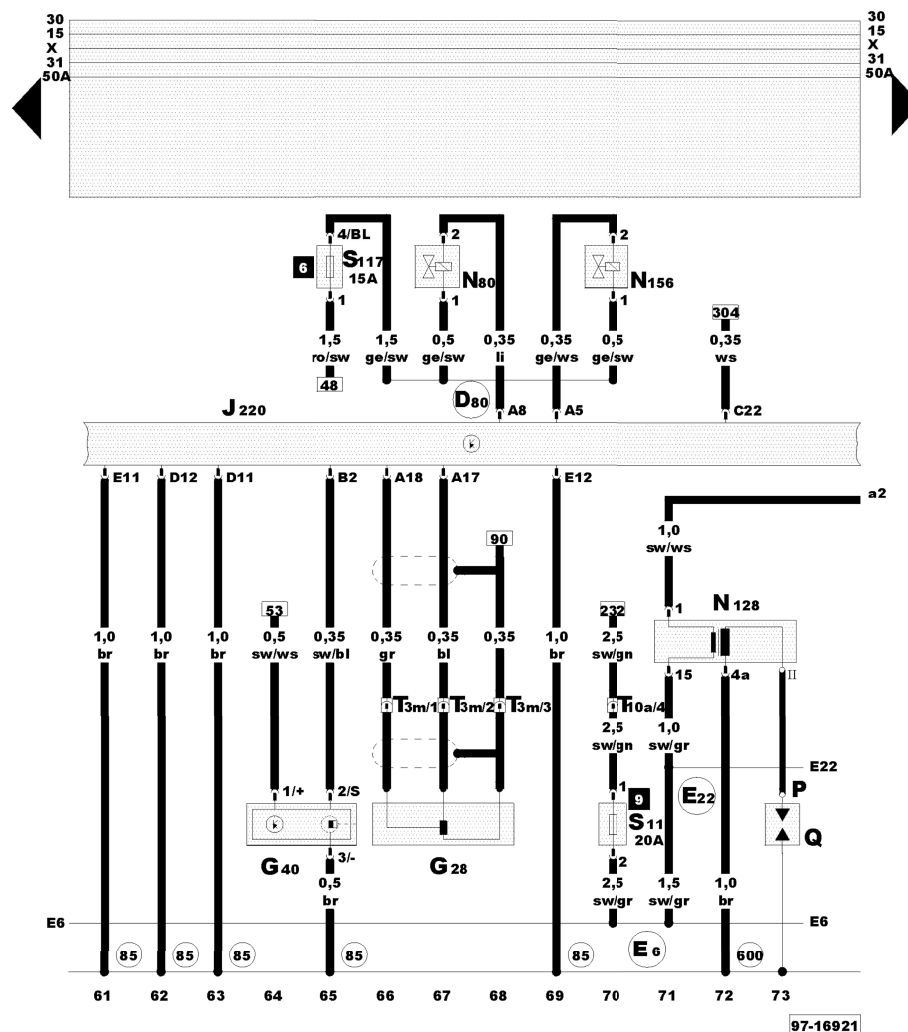 30 30
15 15
X X
31 31
50A 50A
4/BL 2 2
6 S117 15A N80 N156
1 1 1
304
1,5 1,5 0,5 0,35 0,35 0,5 0,35
ro/sw ge/sw ge/sw li ge/ws ge/sw ws
48
D80
J220 A8 A5 C22
E11 D12 D11 B2 A18 A17 E12
a2
1,0
sw/ws
90
53 232 1 N128
1,0 1,0 1,0 0,5 0,35 0,35 0,35 0,35 1,0 2,5
br br br sw/ws sw/bl gr bl br sw/gn
15 4a II
T3m/1 T3m/2 T3m/3 T10a/4
2,5 1,0
sw/gn sw/gr
E22
1/+ 2/S 1 9 E22 P
S11
20A Q
G40 3/- G28 2
0,5 2,5 1,5 1,0
br sw/gr sw/gr br
E6 E6
85 85 85 85 85 E6 600
61 62 63 64 65 66 67 68 69 70 71 72 73
97-16921